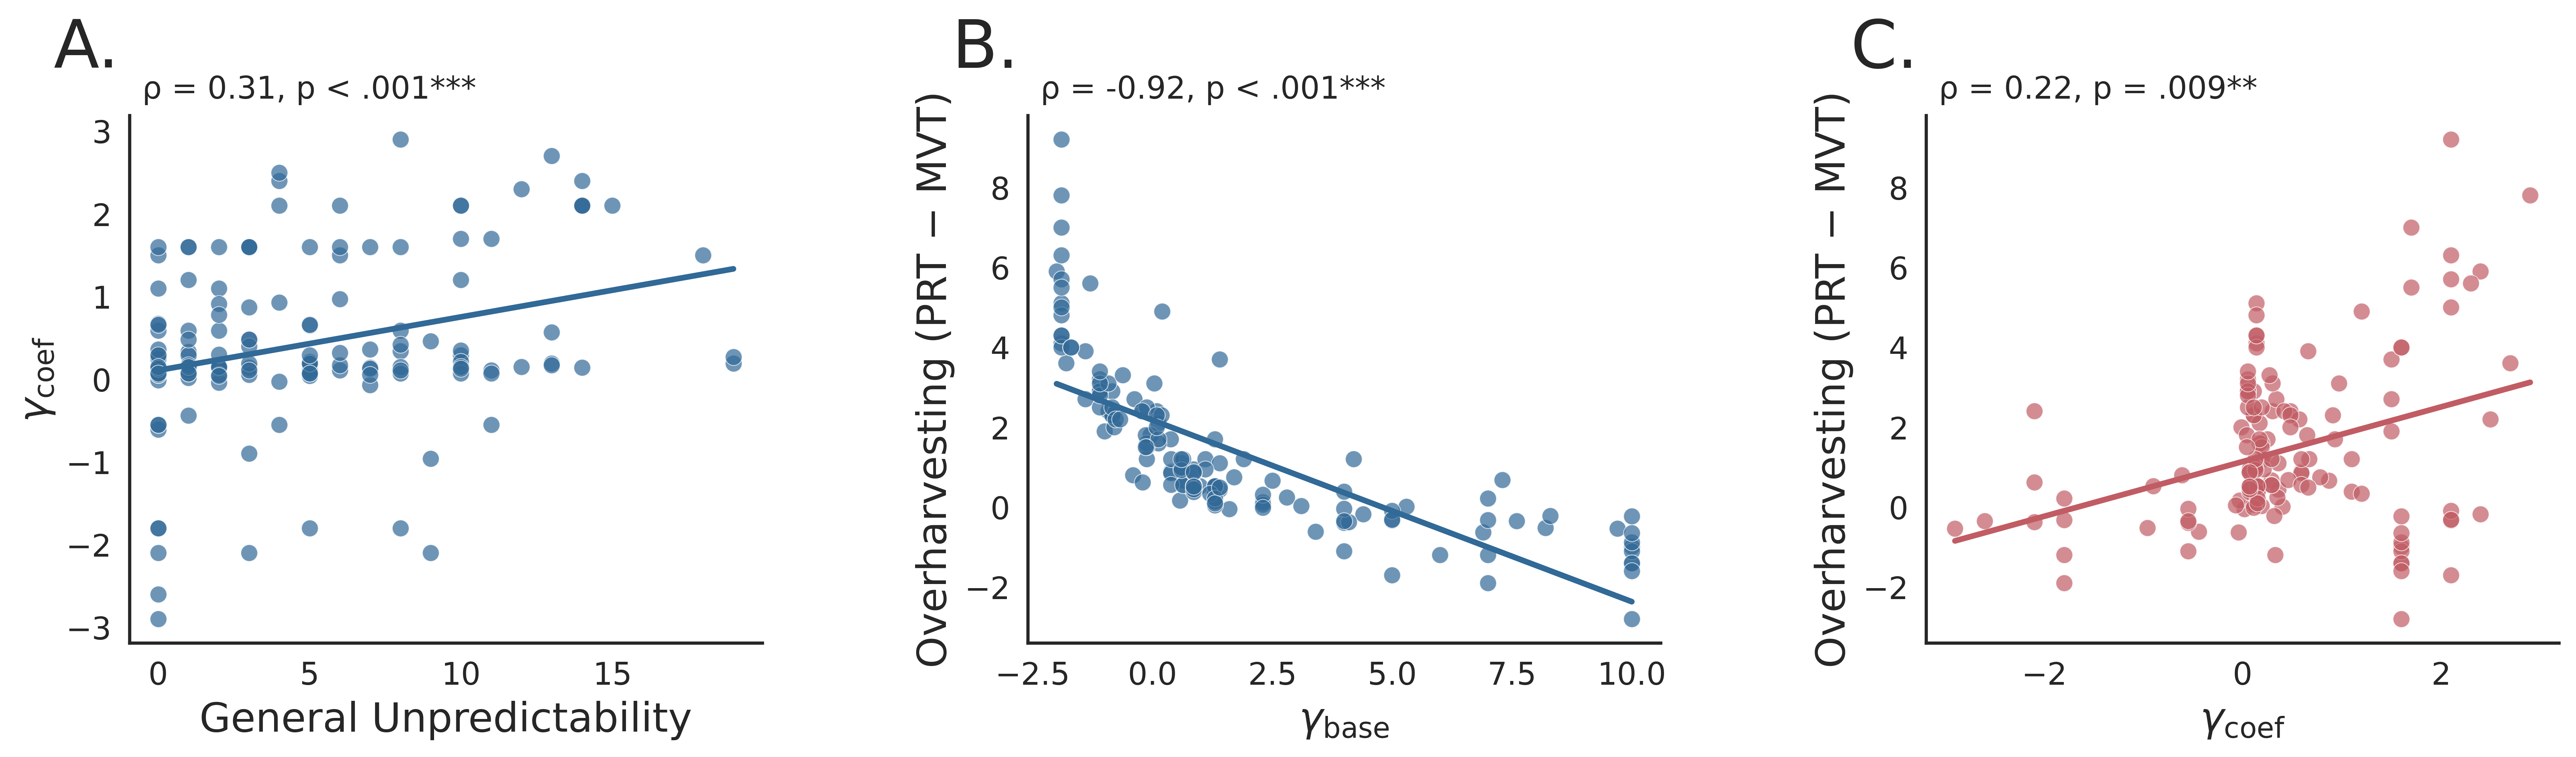 A.
ρ = 0.31, p < .001***
γcoef
3
2
1
0
−1
−2
−3
0 5 10 15
General Unpredictability
B.
ρ = -0.92, p < .001***
Overharvesting (PRT − MVT)
8
6
4
2
0
−2
−2.5 0.0 2.5 5.0 7.5 10.0
γbase
C.
ρ = 0.22, p = .009**
Overharvesting (PRT − MVT)
8
6
4
2
0
−2
−2 0 2
γcoef